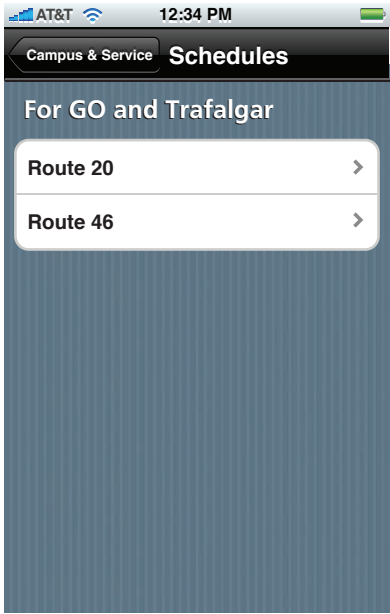 AT&T 12:34 PM
Campus & Service Schedules
For GO and Trafalgar
Route 20
Route 46